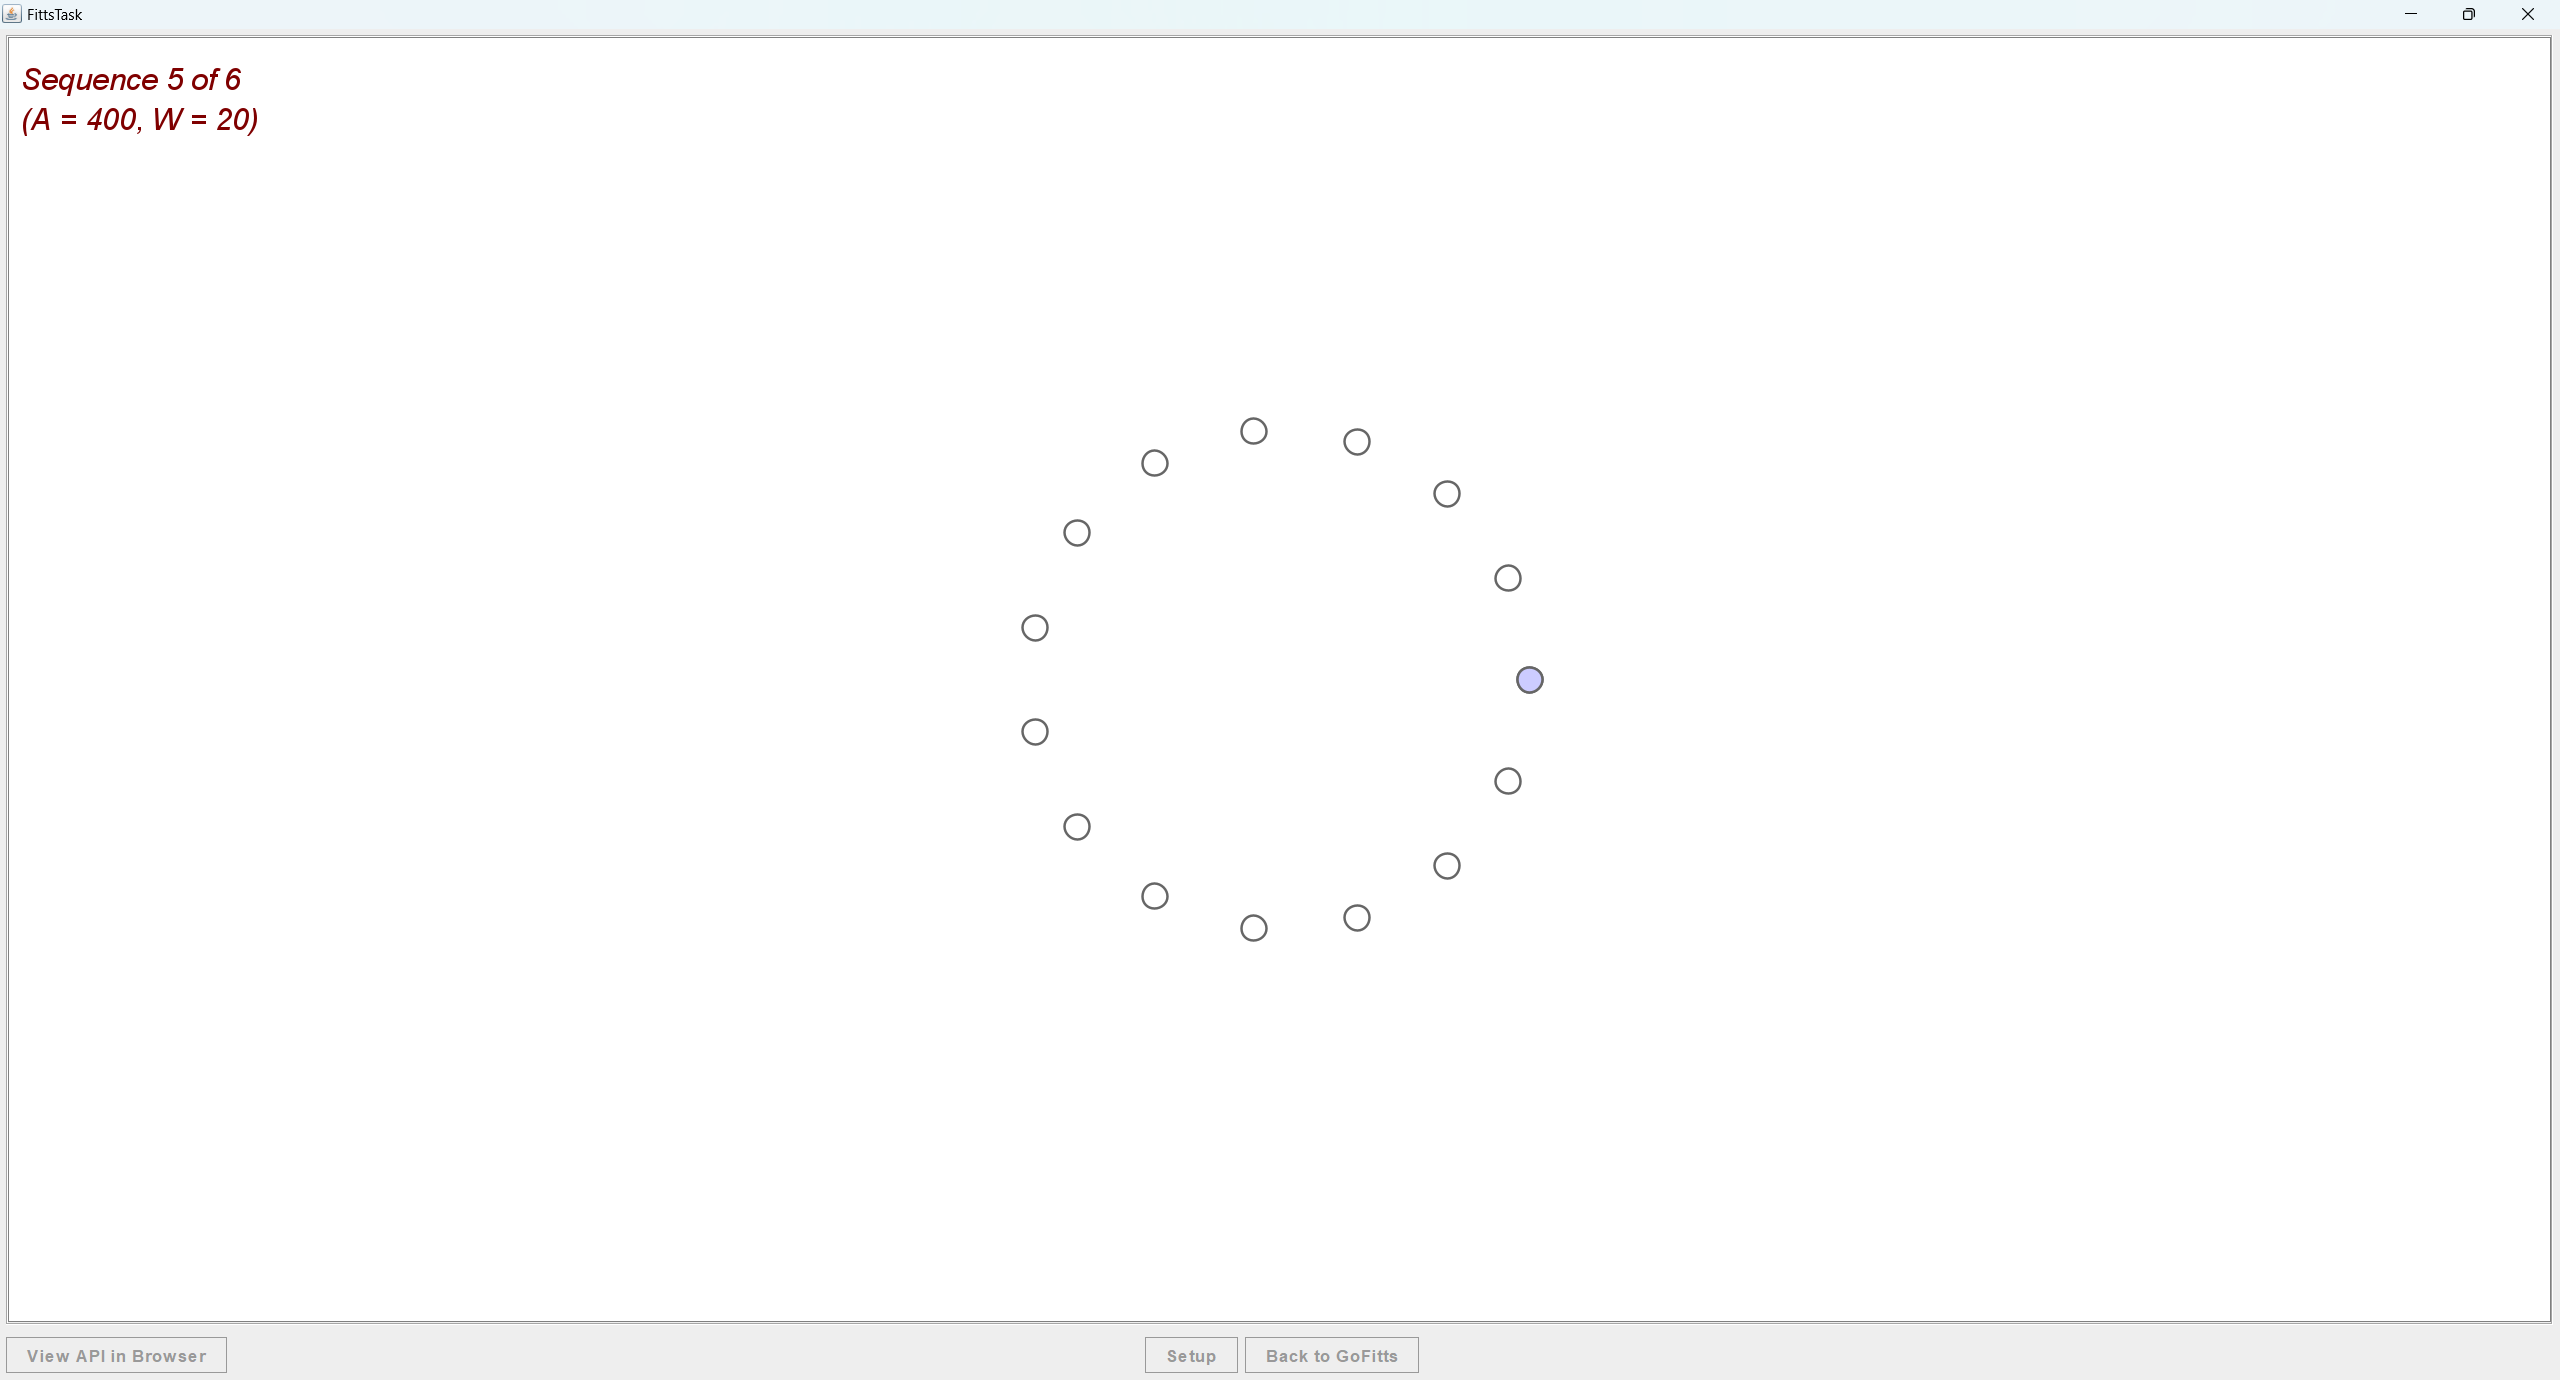 FittsTask
Sequence 5 of 6
(A = 400, W = 20)
View API in Browser
Setup
Back to GoFitts